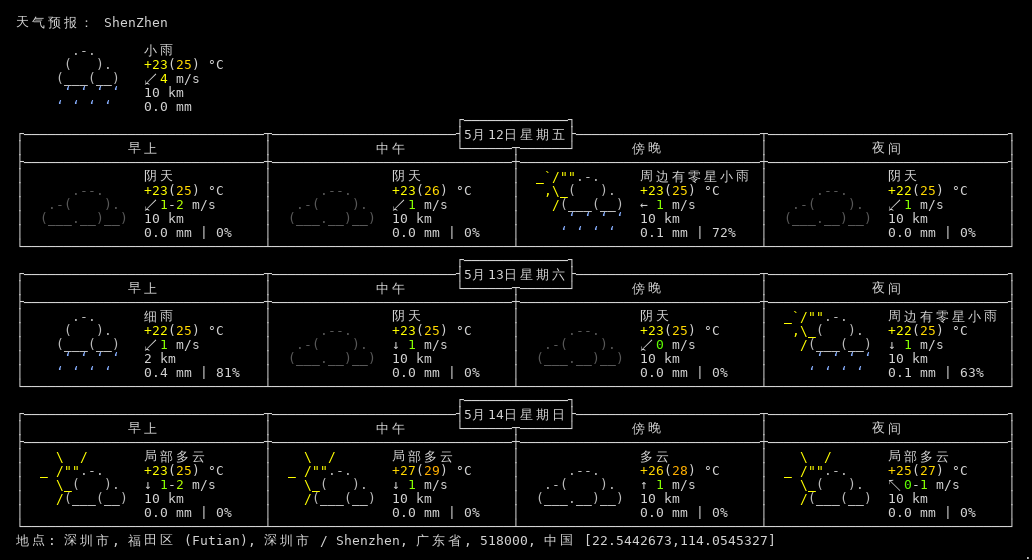 天气预报： ShenZhen
小雨
+23(25) °C
↙ 4 m/s
10 km
0.0 mm
5月12日星期五
早上 中午 傍晚 夜间
阴天 阴天 周边有零星小雨 阴天
+23(25) °C +23(26) °C +23(25) °C +22(25) °C
↙ 1-2 m/s ↙ 1 m/s ← 1 m/s ↙ 1 m/s
10 km 10 km 10 km 10 km
0.0 mm | 0% 0.0 mm | 0% 0.1 mm | 72% 0.0 mm | 0%
5月13日星期六
早上 中午 傍晚 夜间
细雨 阴天 阴天 周边有零星小雨
+22(25) °C +23(25) °C +23(25) °C +22(25) °C
↙ 1 m/s ↓ 1 m/s ↙ 0 m/s ↓ 1 m/s
2 km 10 km 10 km 10 km
0.4 mm | 81% 0.0 mm | 0% 0.0 mm | 0% 0.1 mm | 63%
5月14日星期日
早上 中午 傍晚 夜间
局部多云 局部多云 多云 局部多云
+23(25) °C +27(29) °C +26(28) °C +25(27) °C
↓ 1-2 m/s ↓ 1 m/s ↑ 1 m/s ↖ 0-1 m/s
10 km 10 km 10 km 10 km
0.0 mm | 0% 0.0 mm | 0% 0.0 mm | 0% 0.0 mm | 0%
地点: 深圳市, 福田区 (Futian), 深圳市 / Shenzhen, 广东省, 518000, 中国 [22.5442673,114.0545327]